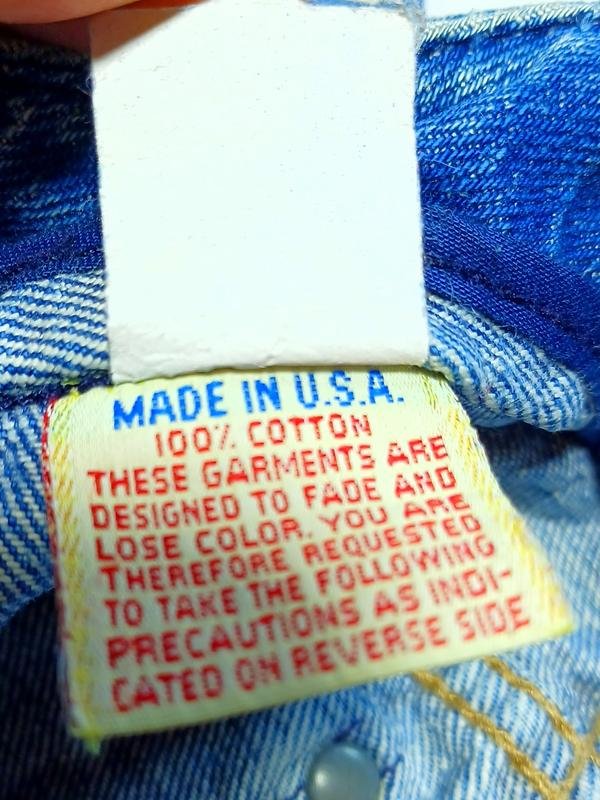 MADE IN U.S.A.
100% COTTON
THESE GARMENTS ARE
DESIGNED TO FADE AND
LOSE COLOR. YOU ARE
THEREFORE REQUESTED
TO TAKE THE FOLLOWING
PRECAUTIONS AS INDI-
CATED ON REVERSE SIDE